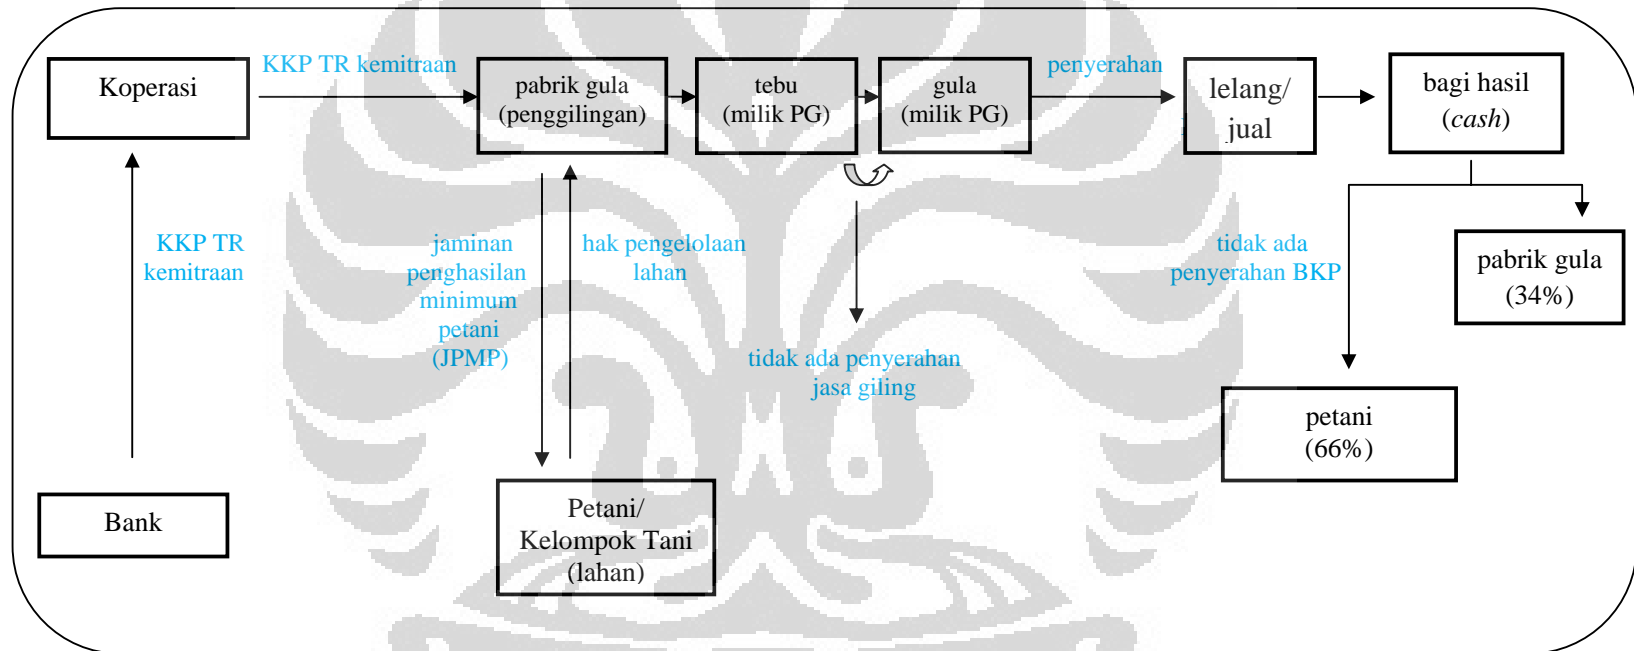 Koperasi
KKP TR kemitraan
pabrik gula
(penggilingan)
tebu
(milik PG)
gula
(milik PG)
penyerahan
lelang/
jual
bagi hasil
(cash)
KKP TR
kemitraan
jaminan
penghasilan
minimum
petani
(JPMP)
hak pengelolaan
lahan
tidak ada penyerahan
jasa giling
tidak ada
penyerahan BKP
pabrik gula
(34%)
petani
(66%)
Bank
Petani/
Kelompok Tani
(lahan)